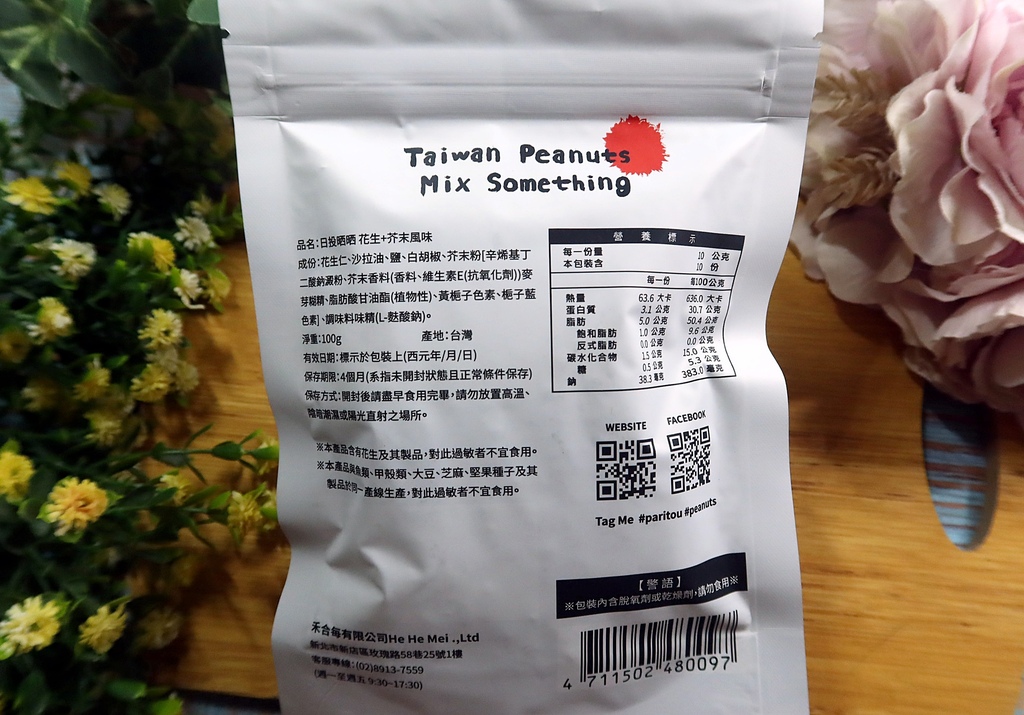 Taiwan Peanuts
Mix Something
品名:日投晒晒 花生+芥末風味
成份:花生仁、沙拉油、鹽、白胡椒、芥末粉[辛烯基丁
二酸鈉澱粉、芥末香料(香料、維生素E(抗氧化劑))麥
芽糊精、脂肪酸甘油酯(植物性)、黃梔子色素、梔子藍
色素]、調味料味精(L-麩酸鈉)。
淨重:100g 產地:台灣
有效日期:標示於包裝上(西元年/月/日)
保存期限:4個月(系指未開封狀態且正常條件保存)
保存方式:開封後請盡早食用完畢,請勿放置高溫、
陰暗潮濕或陽光直射之場所。
※本產品含有花生及其製品,對此過敏者不宜食用。
※本產品與魚類、甲殼類、大豆、芝麻、堅果種子及其
製品於同一產線生產,對此過敏者不宜食用。
禾合每有限公司He He Mei .,Ltd
新北市新店區玫瑰路58巷25號1樓
客服專線:(02)8913-7559
(週一至週五 9:30~17:30)
營養標示
每一份量 10 公克
本包裝含 10 份
每一份 每100公克
熱量 63.6 大卡 636.0 大卡
蛋白質 3.1 公克 30.7 公克
脂肪 5.0 公克 50.4 公克
飽和脂肪 1.0 公克 9.6 公克
反式脂肪 0.0 公克 0.0 公克
碳水化合物 1.5 公克 15.0 公克
糖 0.5 公克 5.3 公克
鈉 38.3 毫克 383.0 毫克
WEBSITE FACEBOOK
Tag Me #paritou #peanuts
【警語】
※包裝內含脫氧劑或乾燥劑,請勿食用※
4 711502 480097